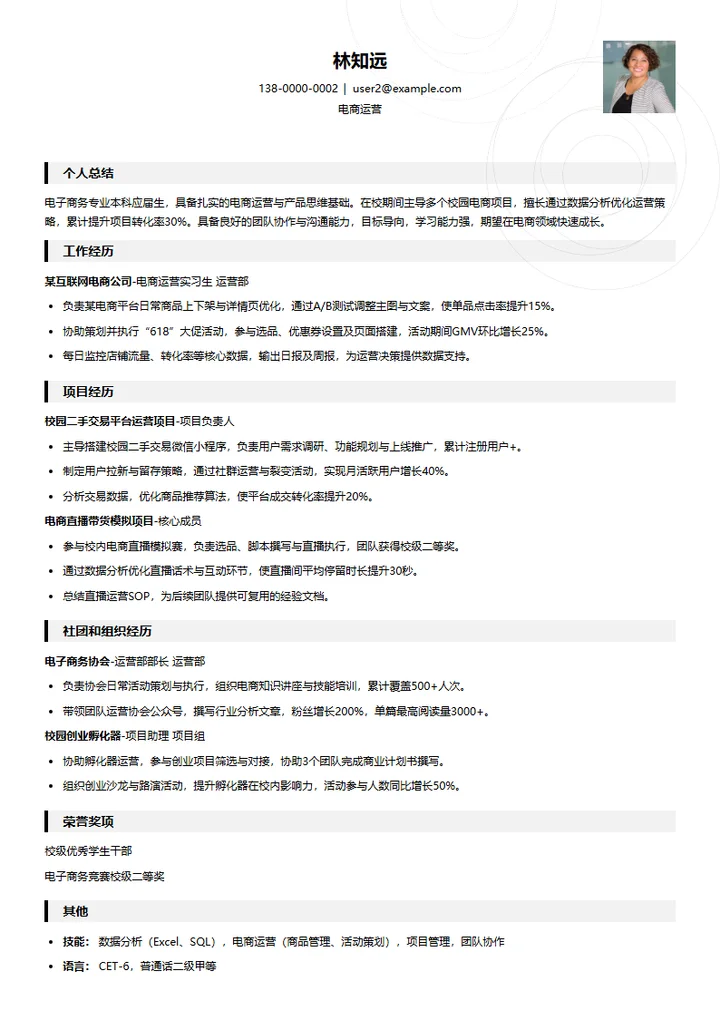 林知远
138-0000-0002 | user2@example.com
电商运营
个人总结
电子商务专业本科应届生，具备扎实的电商运营与产品思维基础。在校期间主导多个校园电商项目，擅长通过数据分析优化运营策
略，累计提升项目转化率30%。具备良好的团队协作与沟通能力，目标导向，学习能力强，期望在电商领域快速成长。
工作经历
某互联网电商公司-电商运营实习生 运营部
• 负责某电商平台日常商品上下架与详情页优化，通过A/B测试调整主图与文案，使单品点击率提升15%。
• 协助策划并执行“618”大促活动，参与选品、优惠券设置及页面搭建，活动期间GMV环比增长25%。
• 每日监控店铺流量、转化率等核心数据，输出日报及周报，为运营决策提供数据支持。
项目经历
校园二手交易平台运营项目-项目负责人
• 主导搭建校园二手交易微信小程序，负责用户需求调研、功能规划与上线推广，累计注册用户+。
• 制定用户拉新与留存策略，通过社群运营与裂变活动，实现月活跃用户增长40%。
• 分析交易数据，优化商品推荐算法，使平台成交转化率提升20%。
电商直播带货模拟项目-核心成员
• 参与校内电商直播模拟赛，负责选品、脚本撰写与直播执行，团队获得校级二等奖。
• 通过数据分析优化直播话术与互动环节，使直播间平均停留时长提升30秒。
• 总结直播运营SOP，为后续团队提供可复用的经验文档。
社团和组织经历
电子商务协会-运营部部长 运营部
• 负责协会日常活动策划与执行，组织电商知识讲座与技能培训，累计覆盖500+人次。
• 带领团队运营协会公众号，撰写行业分析文章，粉丝增长200%，单篇最高阅读量3000+。
校园创业孵化器-项目助理 项目组
• 协助孵化器运营，参与创业项目筛选与对接，协助3个团队完成商业计划书撰写。
• 组织创业沙龙与路演活动，提升孵化器在校内影响力，活动参与人数同比增长50%。
荣誉奖项
校级优秀学生干部
电子商务竞赛校级二等奖
其他
• 技能： 数据分析（Excel、SQL），电商运营（商品管理、活动策划），项目管理，团队协作
• 语言： CET-6，普通话二级甲等